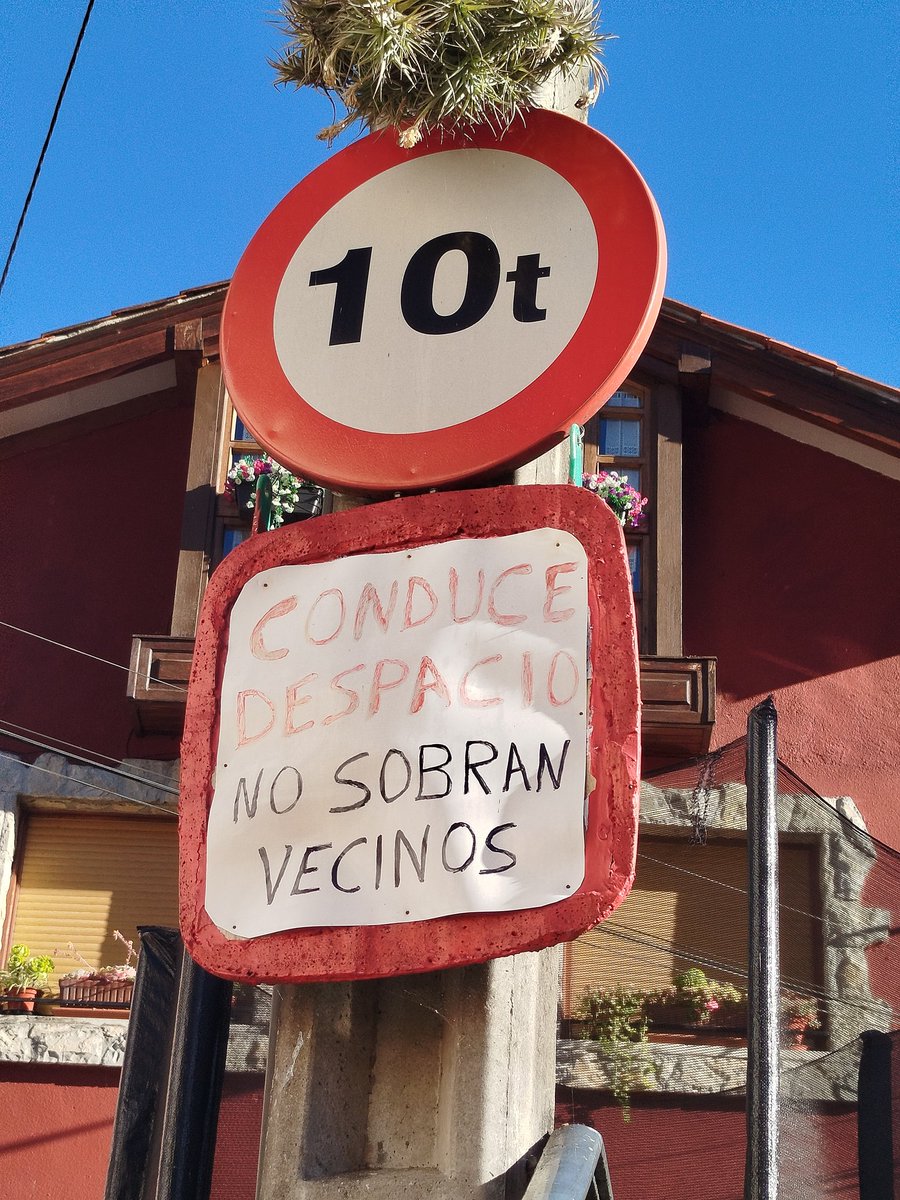 10t
CONDUCE
DESPACIO
NO SOBRAN
VECINOS